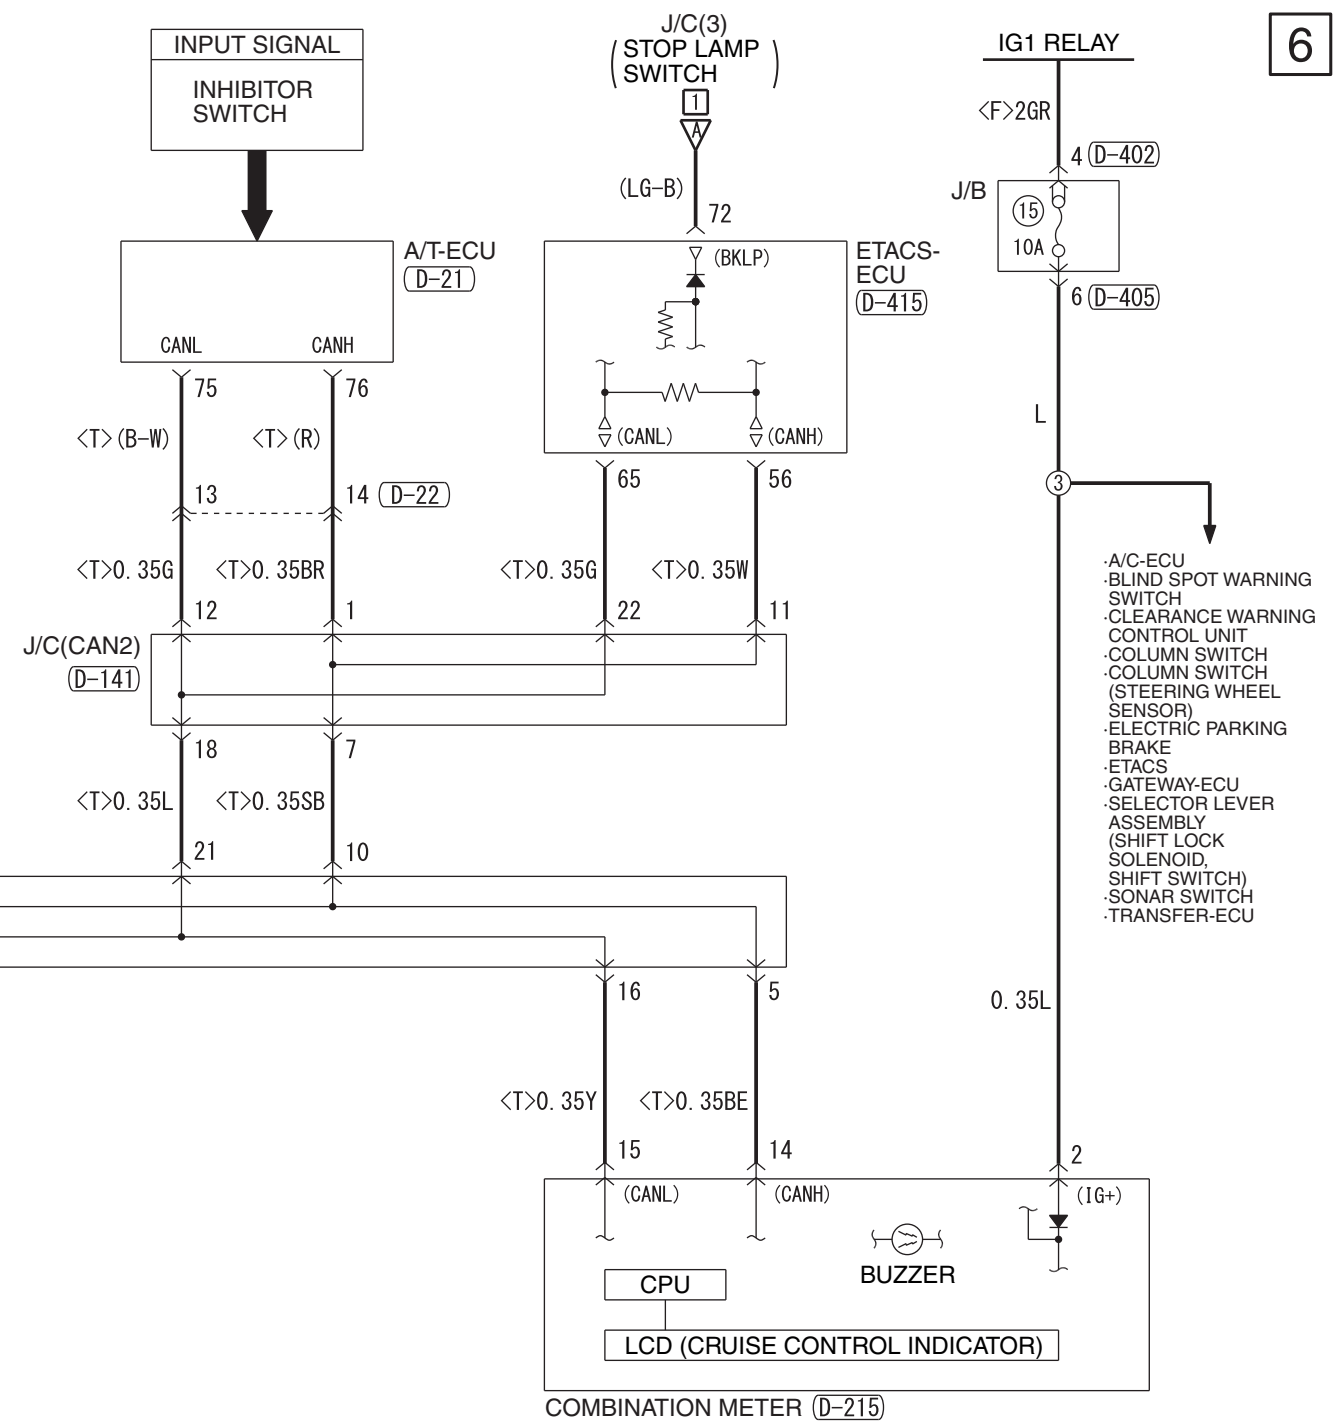 6
INPUT SIGNAL
INHIBITOR
SWITCH
J/C(3)
(STOP LAMP
SWITCH)
1
A
(LG-B)
72
IG1 RELAY
<F>2GR
4 (D-402)
J/B
15
10A
6 (D-405)
A/T-ECU
(D-21)
CANL CANH
ETACS-
ECU
(D-415)
(BKLP)
(CANL) (CANH)
75 76
<T>(B-W) <T>(R)
13 14 (D-22)
<T>0.35G <T>0.35BR
12 1
65 56
<T>0.35G <T>0.35W
22 11
L
3
·A/C-ECU
·BLIND SPOT WARNING
SWITCH
·CLEARANCE WARNING
CONTROL UNIT
·COLUMN SWITCH
·COLUMN SWITCH
(STEERING WHEEL
SENSOR)
·ELECTRIC PARKING
BRAKE
·ETACS
·GATEWAY-ECU
·SELECTOR LEVER
ASSEMBLY
(SHIFT LOCK
SOLENOID,
SHIFT SWITCH)
·SONAR SWITCH
·TRANSFER-ECU
J/C(CAN2)
(D-141)
18 7
<T>0.35L <T>0.35SB
21 10
16 5
0.35L
<T>0.35Y <T>0.35BE
15 14 2
(CANL) (CANH) (IG+)
BUZZER
CPU
LCD (CRUISE CONTROL INDICATOR)
COMBINATION METER (D-215)